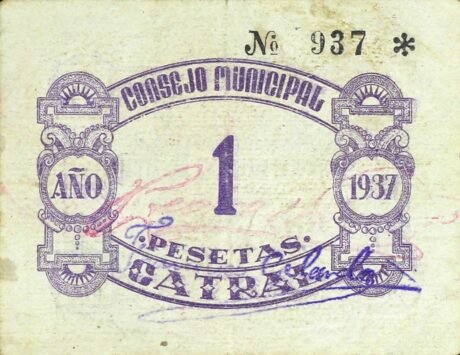 № 937 *
CONSEJO MUNICIPAL
1
AÑO 1937
.PESETAS.
CATRAL